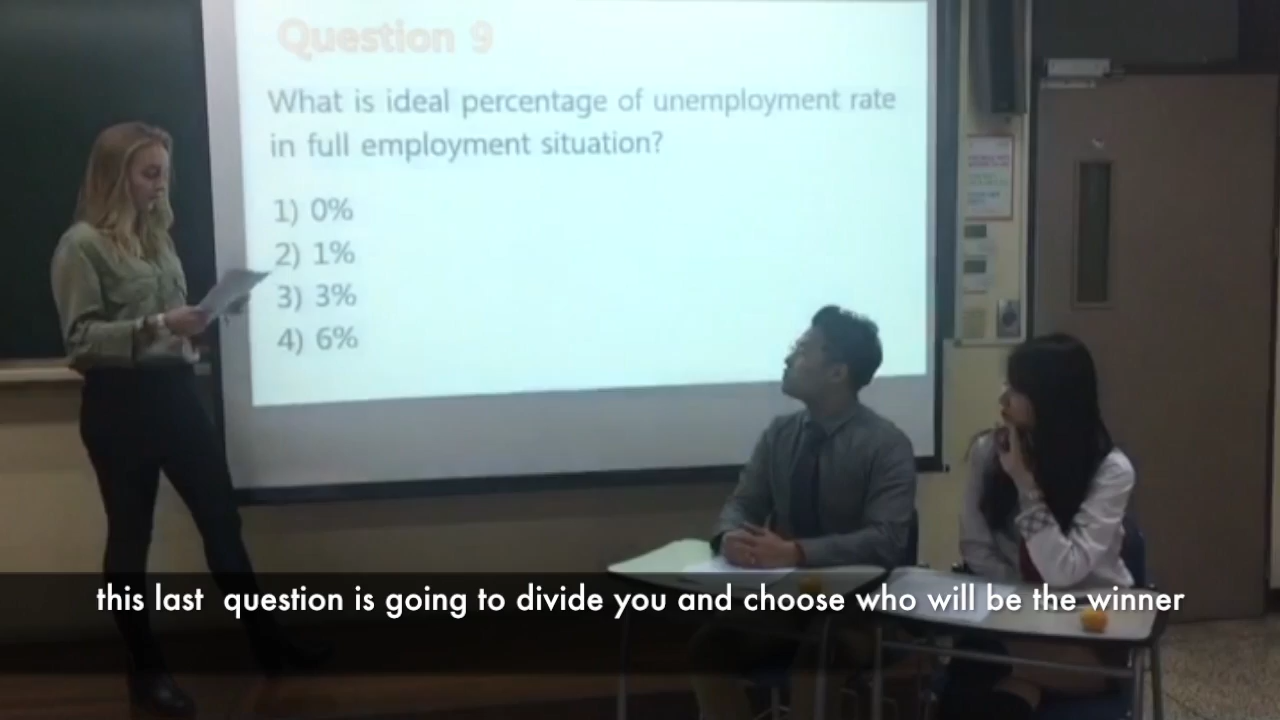 Question 9
What is ideal percentage of unemployment rate
in full employment situation?
1) 0%
2) 1%
3) 3%
4) 6%
this last question is going to divide you and choose who will be the winner